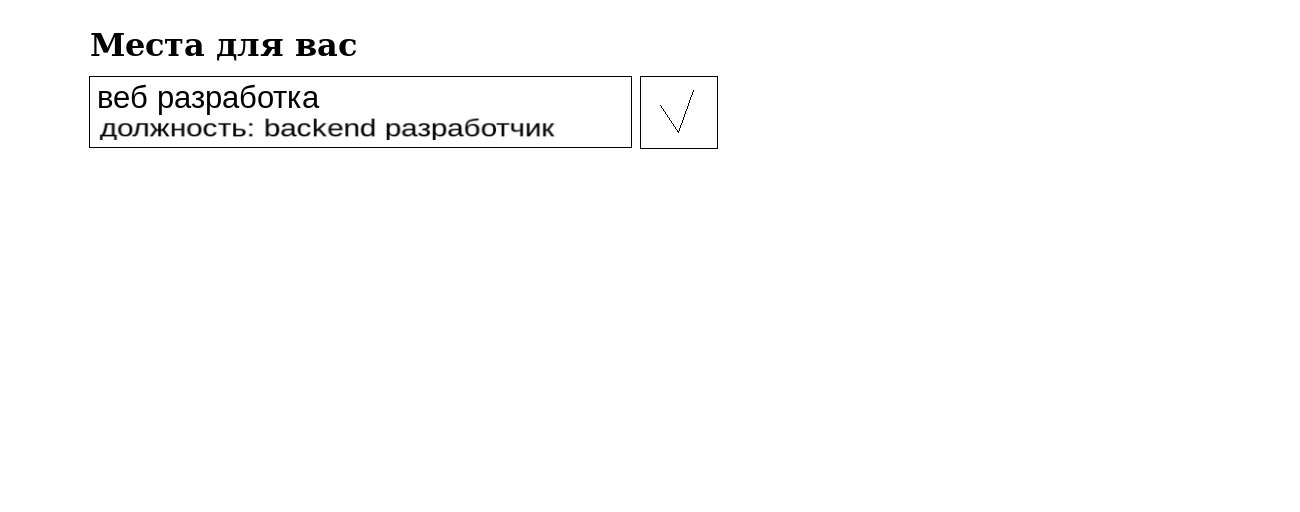 Места для вас
веб разработка
должность: backend разработчик